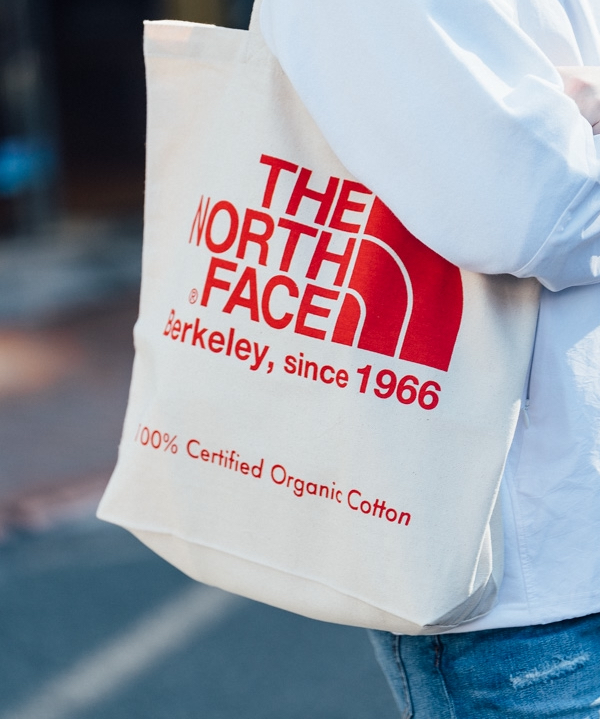 THE
NORTH
FACE
®
Berkeley, since 1966
100% Certified Organic Cotton